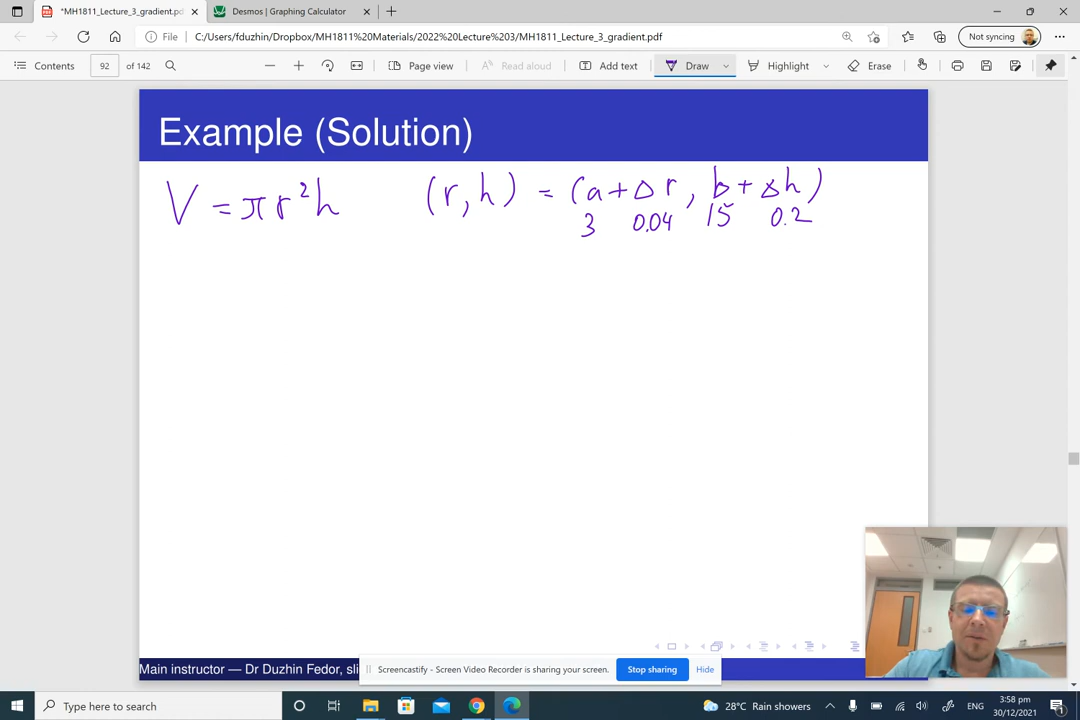 *MH1811_Lecture_3_gradient.pd
Desmos | Graphing Calculator
File C:/Users/fduzhin/Dropbox/MH1811%20Materials/2022%20Lecture%203/MH1811_Lecture_3_gradient.pdf Not syncing
Contents 92 of 142 Page view Read aloud Add text Draw Highlight Erase
Example (Solution)
V = πr²h (r, h) = (a + Δr, b + Δh)
3 0.04 15 0.2
Main instructor — Dr Duzhin Fedor, sli
Screencastify - Screen Video Recorder is sharing your screen. Stop sharing Hide
Type here to search 28°C Rain showers ENG 3:58 pm
30/12/2021